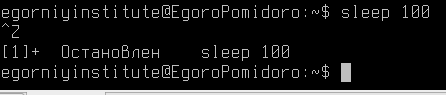 egorniyinstitute@EgoroPomidoro:~$ sleep 100
^Z
[1]+  Остановлен    sleep 100
egorniyinstitute@EgoroPomidoro:~$